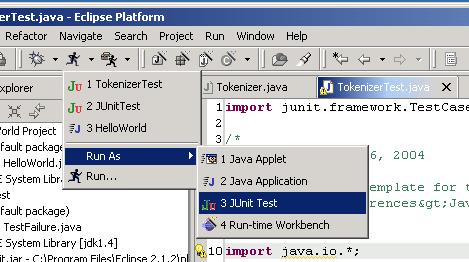 zerTest.java - Eclipse Platform
Refactor Navigate Search Project Run Window Help
1 TokenizerTest
2 JUnitTest
3 HelloWorld
Run As
Run...
1 Java Applet
2 Java Application
3 JUnit Test
4 Run-time Workbench
xplorer
World Project
fault package)
HelloWorld.j
E System Libra
ault package)
TestFailure.java
E System Library [jdk1.4]
it.jar - C:\Program Files\Eclipse 2.1.2\pl
Tokenizer.java
TokenizerTest.java
1 import junit.framework.TestCase
2
3 /*
6, 2004
emplate for t
rences&gt;Jav
10 import java.io.*;